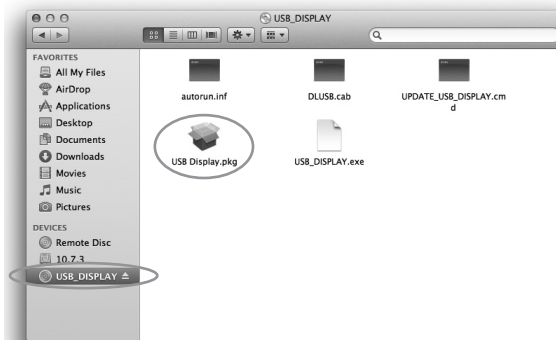 USB_DISPLAY
FAVORITES
All My Files
AirDrop
Applications
Desktop
Documents
Downloads
Movies
Music
Pictures
DEVICES
Remote Disc
10.7.3
USB_DISPLAY
autorun.inf
DLUSB.cab
UPDATE_USB_DISPLAY.cm
d
USB Display.pkg
USB_DISPLAY.exe